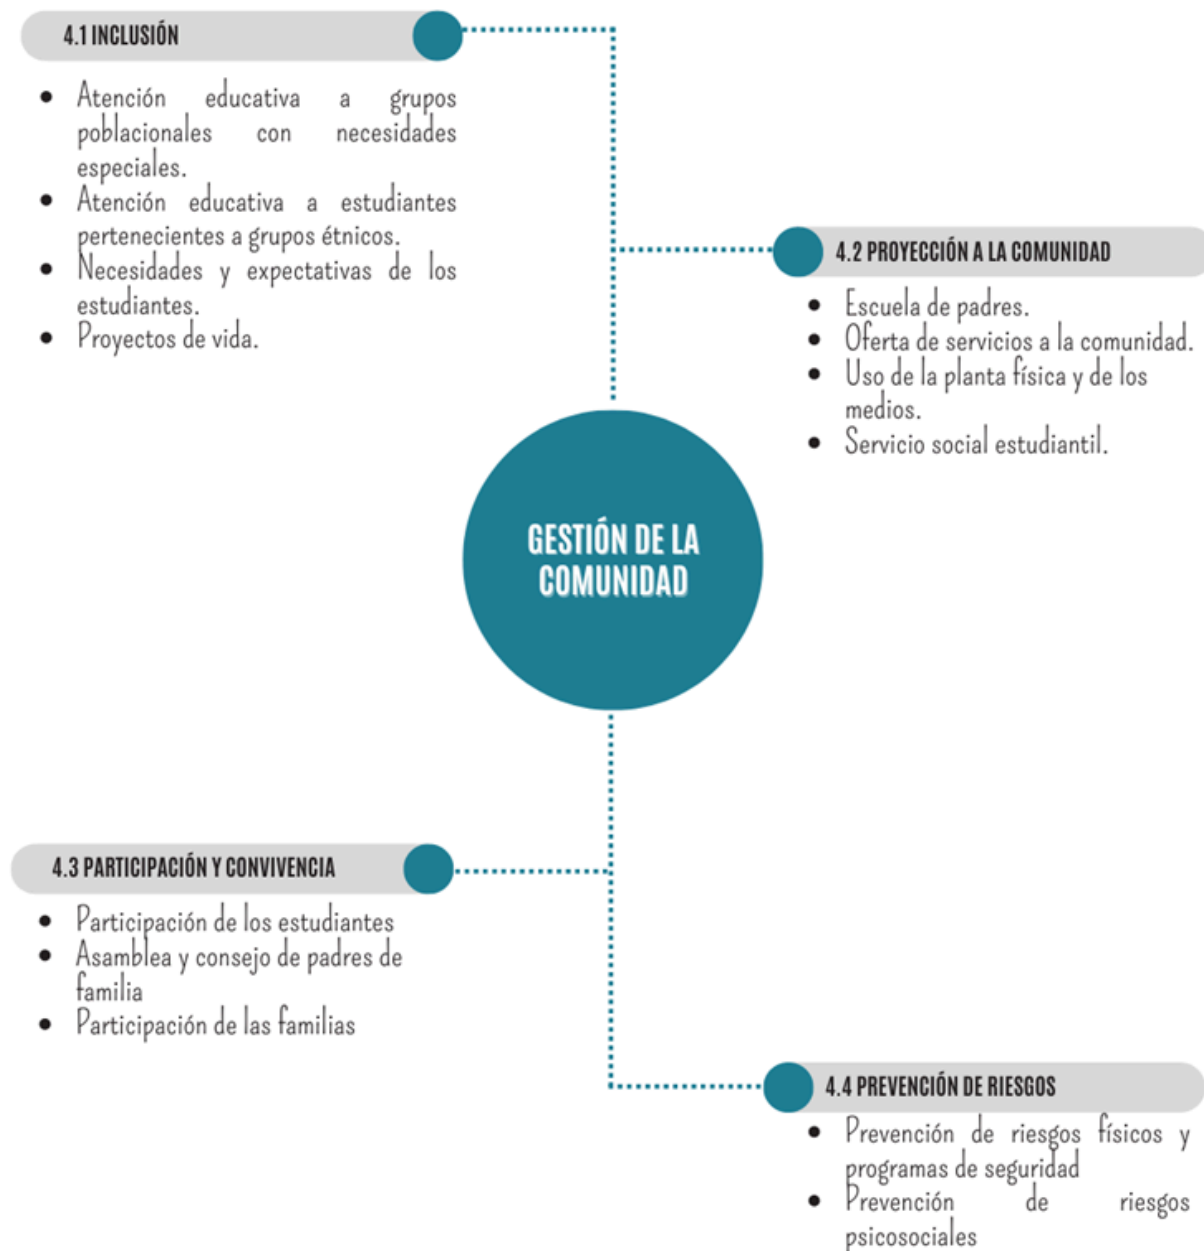 4.1 INCLUSIÓN
• Atención educativa a grupos
poblacionales con necesidades
especiales.
• Atención educativa a estudiantes
pertenecientes a grupos étnicos.
• Necesidades y expectativas de los
estudiantes.
• Proyectos de vida.
4.2 PROYECCIÓN A LA COMUNIDAD
• Escuela de padres.
• Oferta de servicios a la comunidad.
• Uso de la planta física y de los
medios.
• Servicio social estudiantil.
GESTIÓN DE LA
COMUNIDAD
4.3 PARTICIPACIÓN Y CONVIVENCIA
• Participación de los estudiantes
• Asamblea y consejo de padres de
familia
• Participación de las familias
4.4 PREVENCIÓN DE RIESGOS
• Prevención de riesgos físicos y
programas de seguridad
• Prevención de riesgos
psicosociales